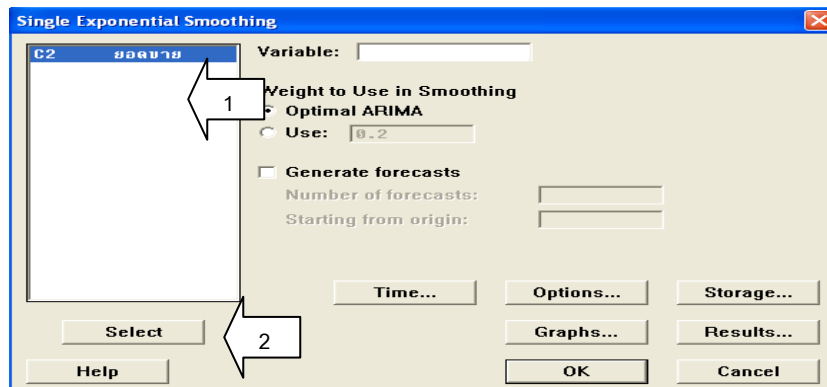 Single Exponential Smoothing
C2 ยอดขาย
Variable:
1
Weight to Use in Smoothing
Optimal ARIMA
Use: 0.2
Generate forecasts
Number of forecasts:
Starting from origin:
Time... Options... Storage...
Select
2
Graphs... Results...
Help
OK Cancel